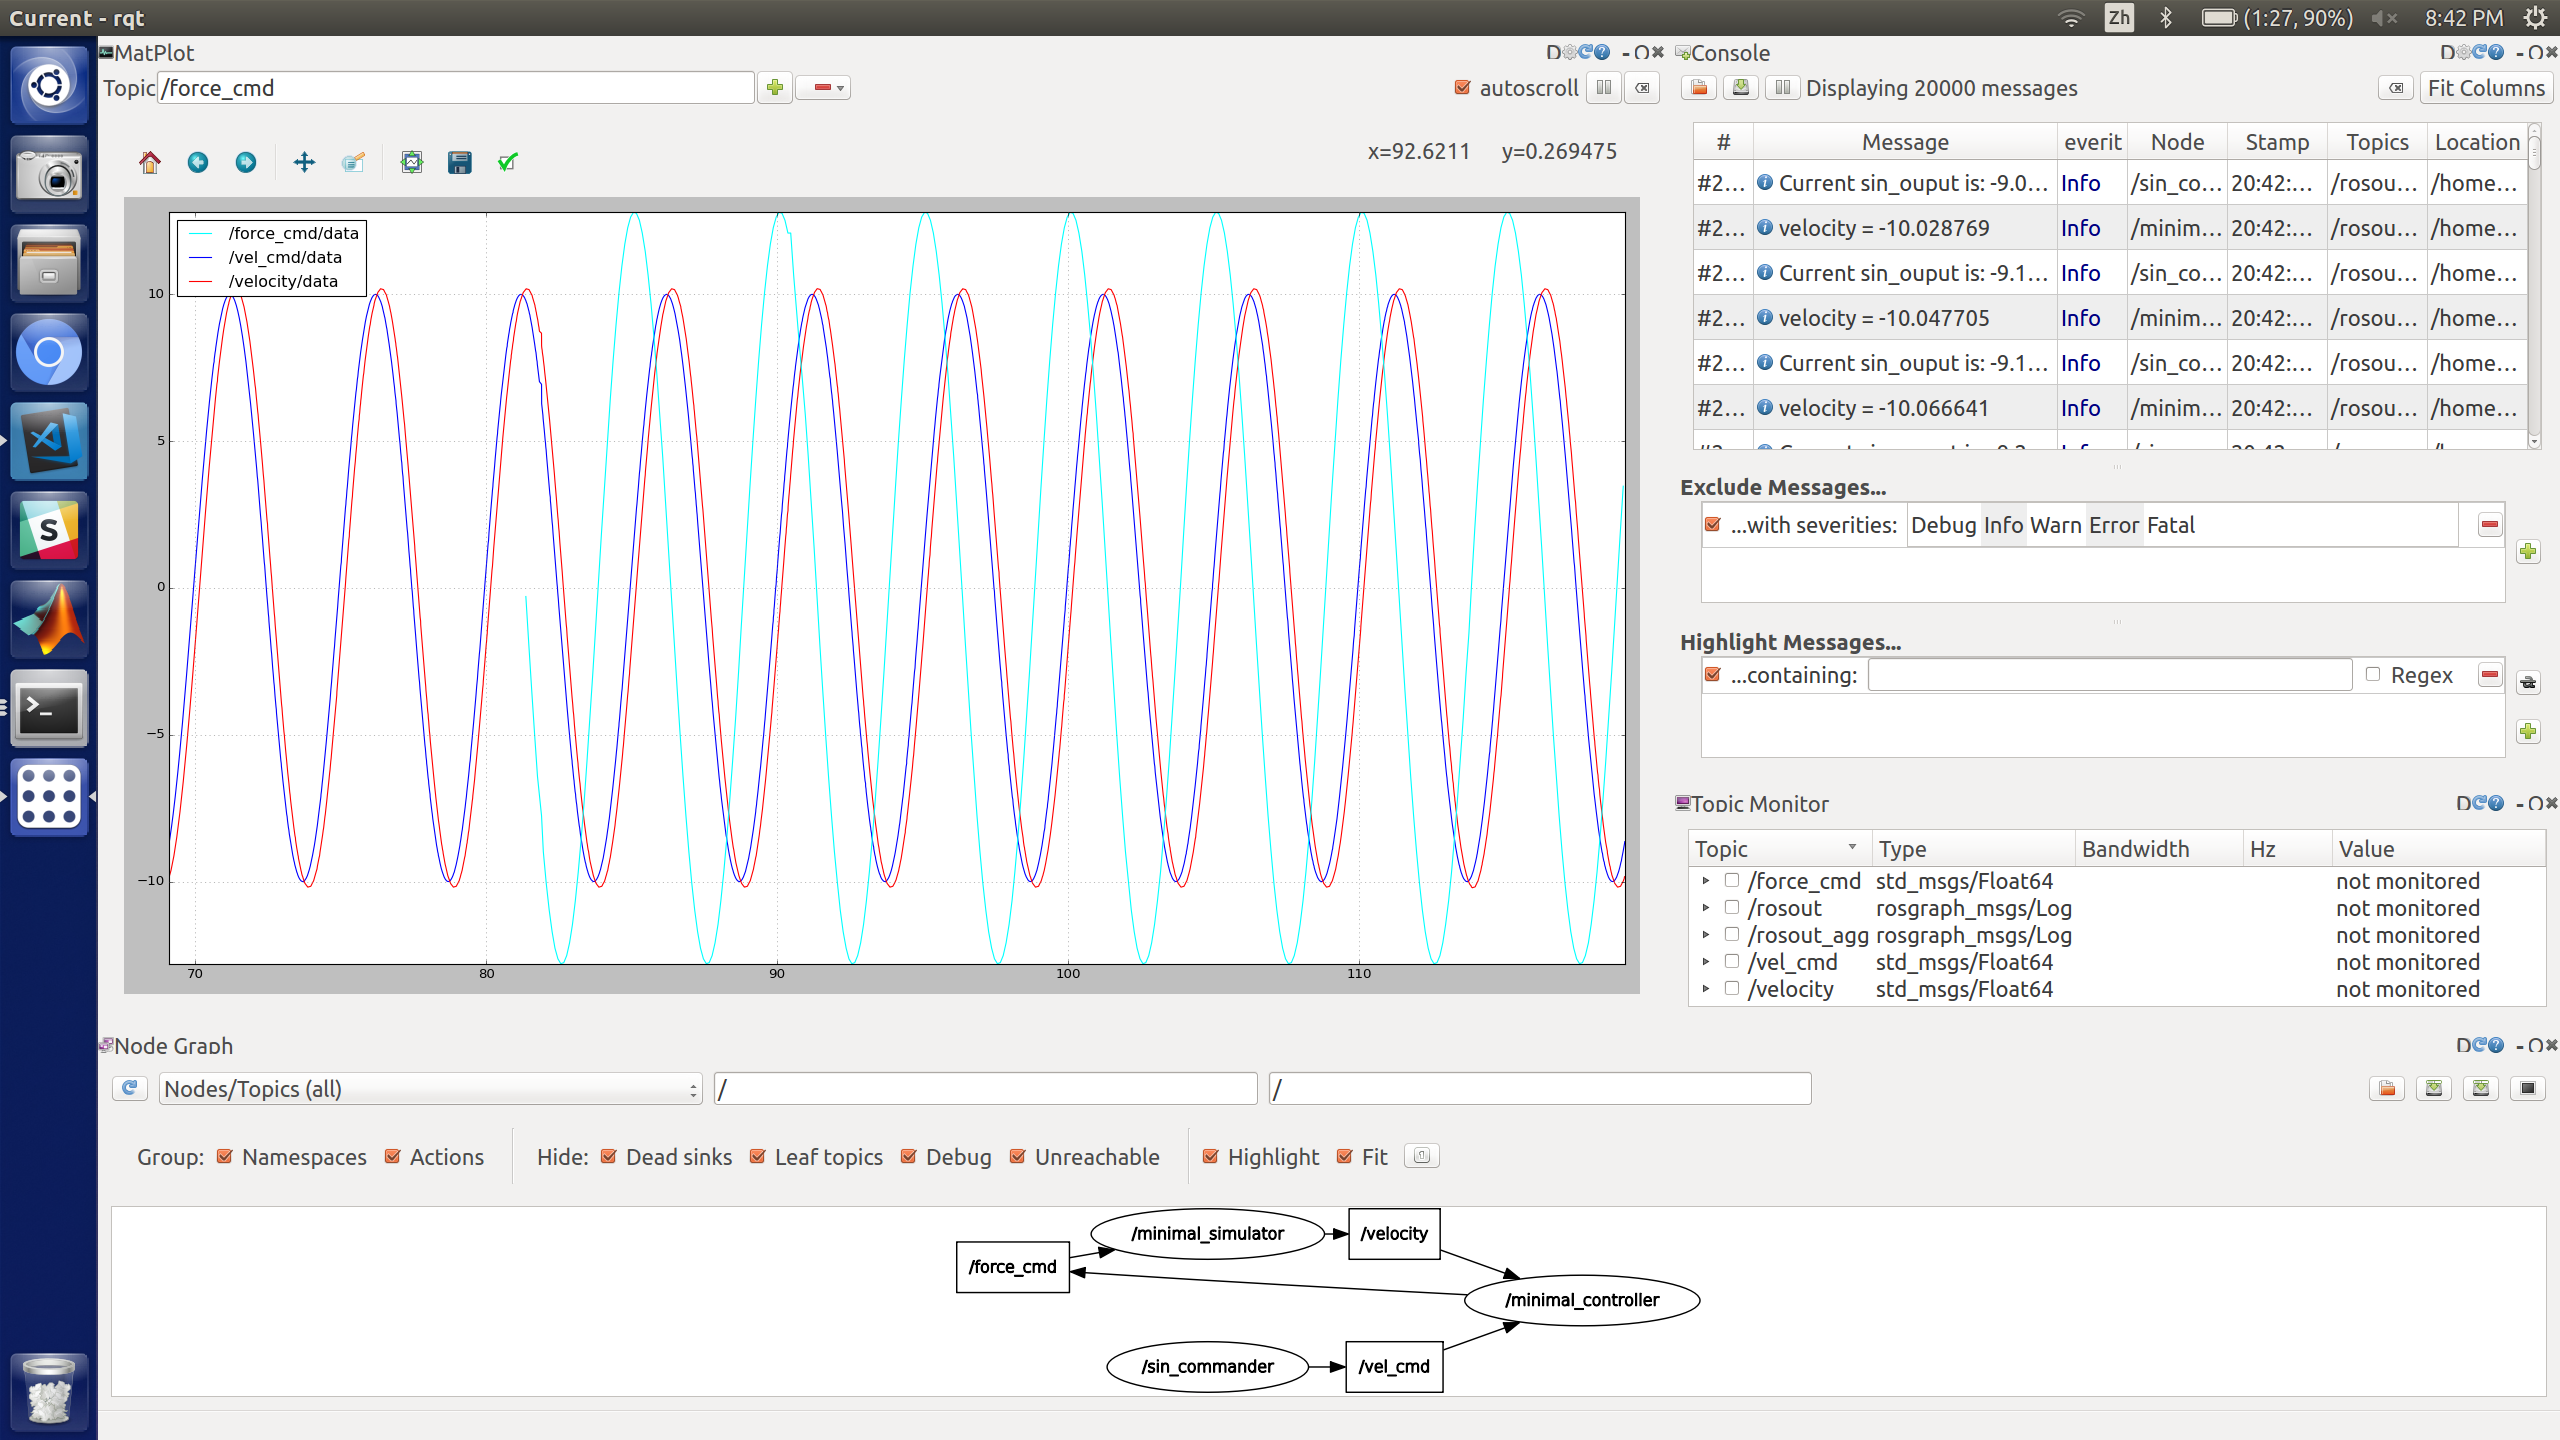 Current - rqt
Zh
(1:27, 90%)
8:42 PM
MatPlot
D
- O
Topic
/force_cmd
autoscroll
x=92.6211 y=0.269475
/force_cmd/data
/vel_cmd/data
/velocity/data
10
5
0
−5
−10
70 80 90 100 110
Console
D
- O
Displaying 20000 messages
Fit Columns
# Message everit Node Stamp Topics Location
#2... Current sin_ouput is: -9.0... Info /sin_co... 20:42:... /rosou... /home...
#2... velocity = -10.028769 Info /minim... 20:42:... /rosou... /home...
#2... Current sin_ouput is: -9.1... Info /sin_co... 20:42:... /rosou... /home...
#2... velocity = -10.047705 Info /minim... 20:42:... /rosou... /home...
#2... Current sin_ouput is: -9.1... Info /sin_co... 20:42:... /rosou... /home...
#2... velocity = -10.066641 Info /minim... 20:42:... /rosou... /home...
Exclude Messages...
...with severities: Debug Info Warn Error Fatal
Highlight Messages...
...containing: Regex
Topic Monitor
D
- O
Topic Type Bandwidth Hz Value
/force_cmd std_msgs/Float64 not monitored
/rosout rosgraph_msgs/Log not monitored
/rosout_agg rosgraph_msgs/Log not monitored
/vel_cmd std_msgs/Float64 not monitored
/velocity std_msgs/Float64 not monitored
Node Graph
D
- O
Nodes/Topics (all)
/
/
Group: Namespaces Actions Hide: Dead sinks Leaf topics Debug Unreachable Highlight Fit
/minimal_simulator
/velocity
/force_cmd
/minimal_controller
/sin_commander
/vel_cmd